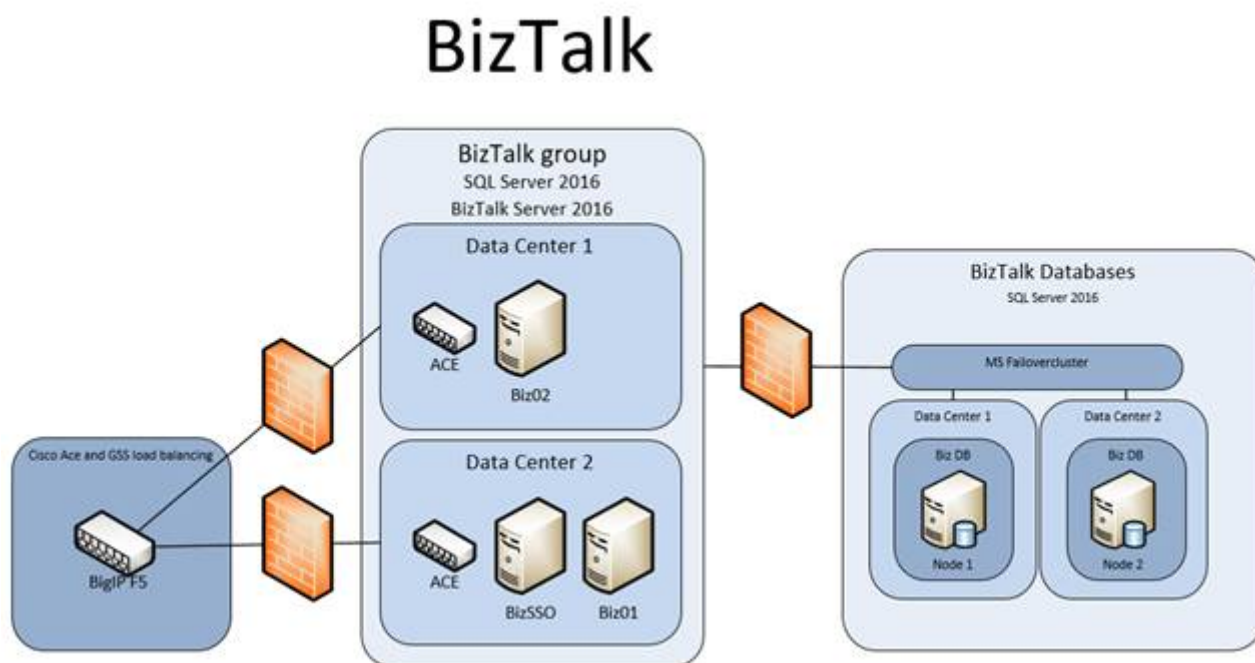 BizTalk
BizTalk group
SQL Server 2016
BizTalk Server 2016
Data Center 1
ACE
Biz02
Data Center 2
ACE
BizSSO
Biz01
Cisco Ace and GSS load balancing
BigIP F5
BizTalk Databases
SQL Server 2016
MS Failovercluster
Data Center 1
Biz DB
Node 1
Data Center 2
Biz DB
Node 2